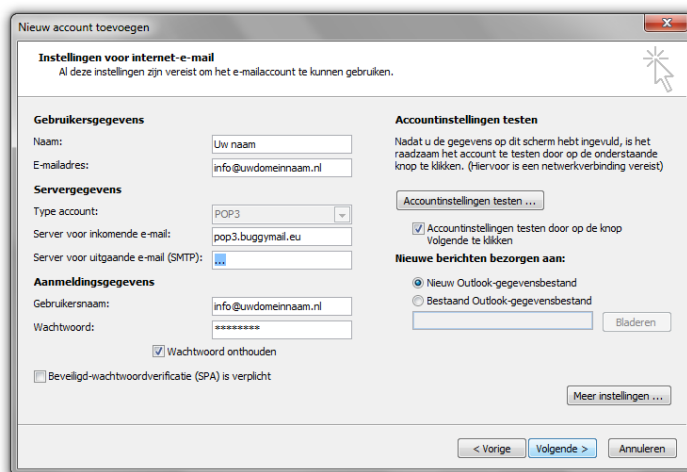 Nieuw account toevoegen
Instellingen voor internet-e-mail
Al deze instellingen zijn vereist om het e-mailaccount te kunnen gebruiken.
Gebruikersgegevens
Naam:
Uw naam
E-mailadres:
info@uwdomeinnaam.nl
Servergegevens
Type account:
POP3
Server voor inkomende e-mail:
pop3.buggymail.eu
Server voor uitgaande e-mail (SMTP):
...
Aanmeldingsgegevens
Gebruikersnaam:
info@uwdomeinnaam.nl
Wachtwoord:
********
Wachtwoord onthouden
Beveiligd-wachtwoordverificatie (SPA) is verplicht
Accountinstellingen testen
Nadat u de gegevens op dit scherm hebt ingevuld, is het
raadzaam het account te testen door op de onderstaande
knop te klikken. (Hiervoor is een netwerkverbinding vereist)
Accountinstellingen testen ...
Accountinstellingen testen door op de knop
Volgende te klikken
Nieuwe berichten bezorgen aan:
Nieuw Outlook-gegevensbestand
Bestaand Outlook-gegevensbestand
Bladeren
Meer instellingen ...
< Vorige
Volgende >
Annuleren